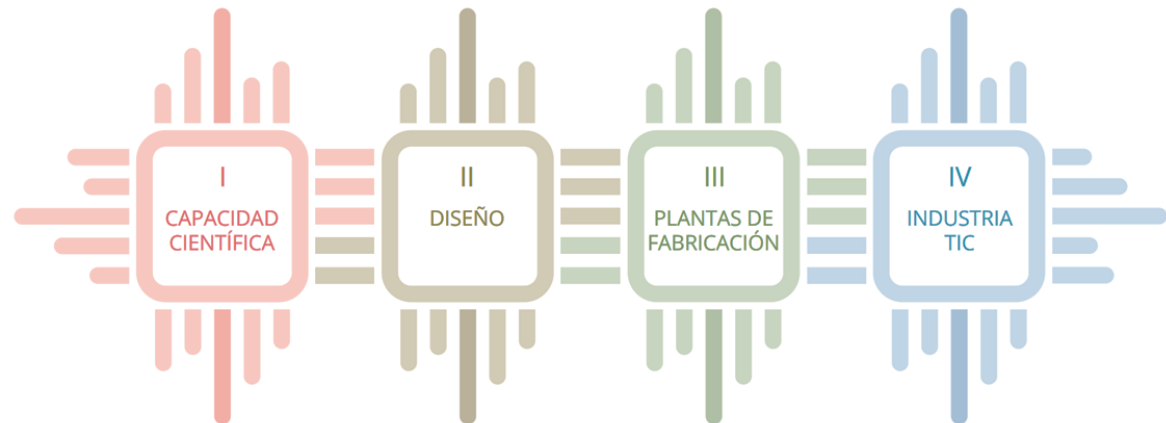 I
CAPACIDAD
CIENTÍFICA
II
DISEÑO
III
PLANTAS DE
FABRICACIÓN
IV
INDUSTRIA
TIC